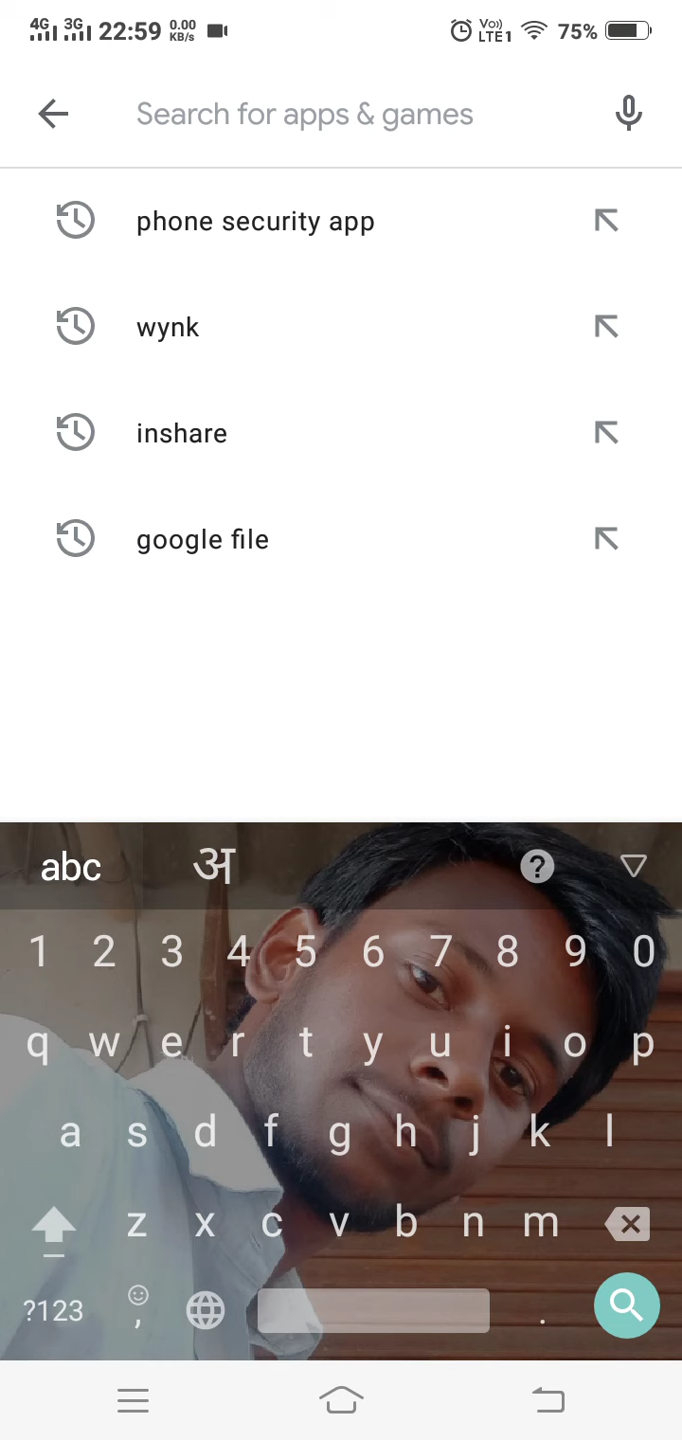 4G 3G 22:59 0.00 KB/s Vo)) LTE1 75%
Search for apps & games
phone security app
wynk
inshare
google file
abc अ ?
1 2 3 4 5 6 7 8 9 0
q w e r t y u i o p
a s d f g h j k l
z x c v b n m
?123 , .